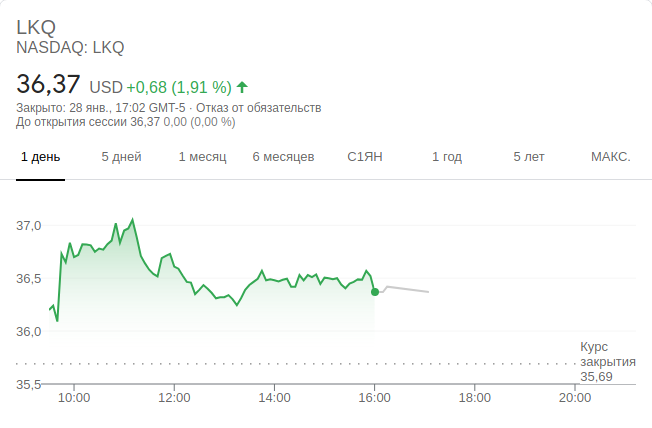 LKQ
NASDAQ: LKQ
36,37 USD +0,68 (1,91 %)
Закрыто: 28 янв., 17:02 GMT-5 · Отказ от обязательств
До открытия сессии 36,37 0,00 (0,00 %)
1 день 5 дней 1 месяц 6 месяцев С1ЯН 1 год 5 лет МАКС.
37,0
36,5
36,0
Курс
закрытия
35,69
35,5
10:00 12:00 14:00 16:00 18:00 20:00